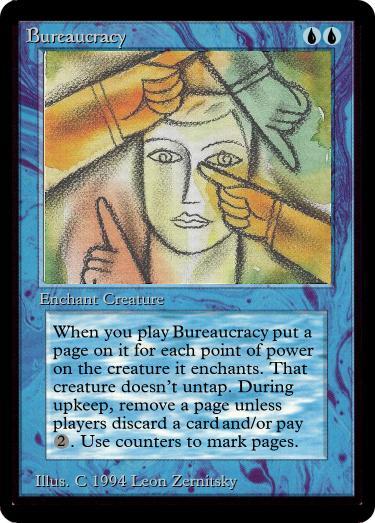 Bureaucracy
Enchant Creature
When you play Bureaucracy put a
page on it for each point of power
on the creature it enchants. That
creature doesn't untap. During
upkeep, remove a page unless
players discard a card and/or pay
2. Use counters to mark pages.
Illus. C 1994 Leon Zernitsky